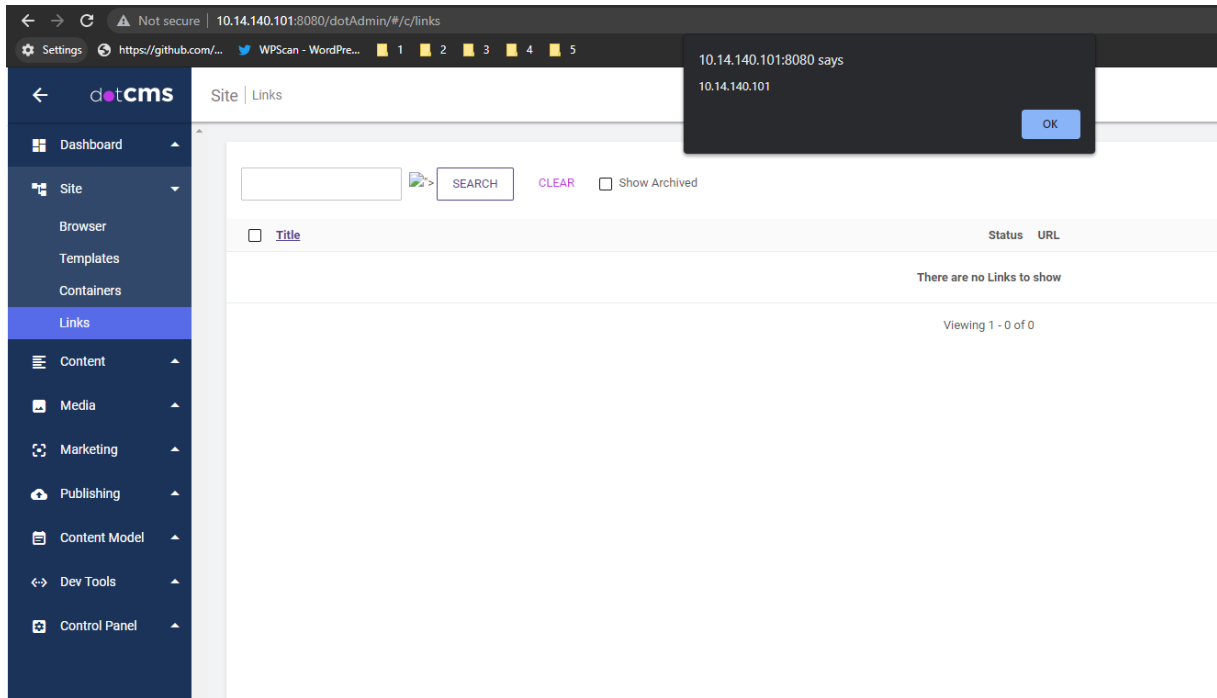 Not secure | 10.14.140.101:8080/dotAdmin/#/c/links
Settings https://github.com/... WPScan - WordPre... 1 2 3 4 5
10.14.140.101:8080 says
10.14.140.101
OK
dotcms
Site | Links
Dashboard
Site
Browser
Templates
Containers
Links
Content
Media
Marketing
Publishing
Content Model
Dev Tools
Control Panel
'> SEARCH CLEAR Show Archived
Title Status URL
There are no Links to show
Viewing 1 - 0 of 0